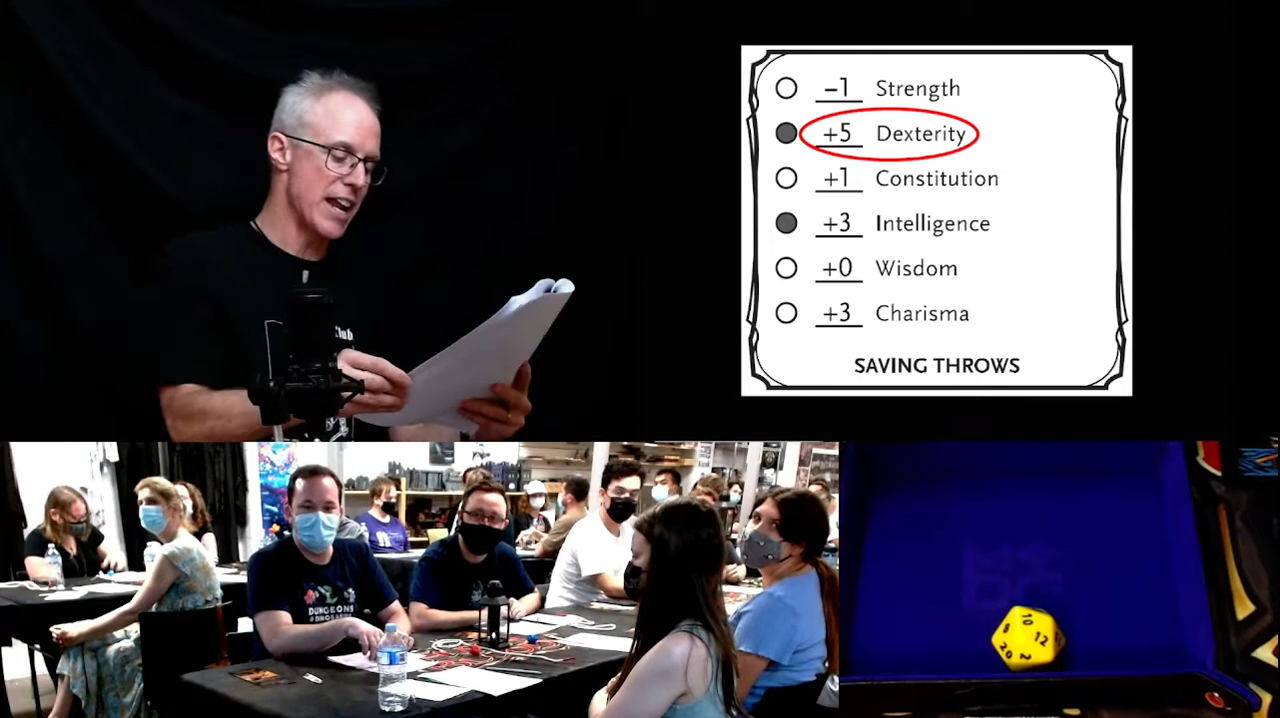 −1 Strength
+5 Dexterity
+1 Constitution
+3 Intelligence
+0 Wisdom
+3 Charisma
SAVING THROWS
DUNGEONS
10
12
20
2